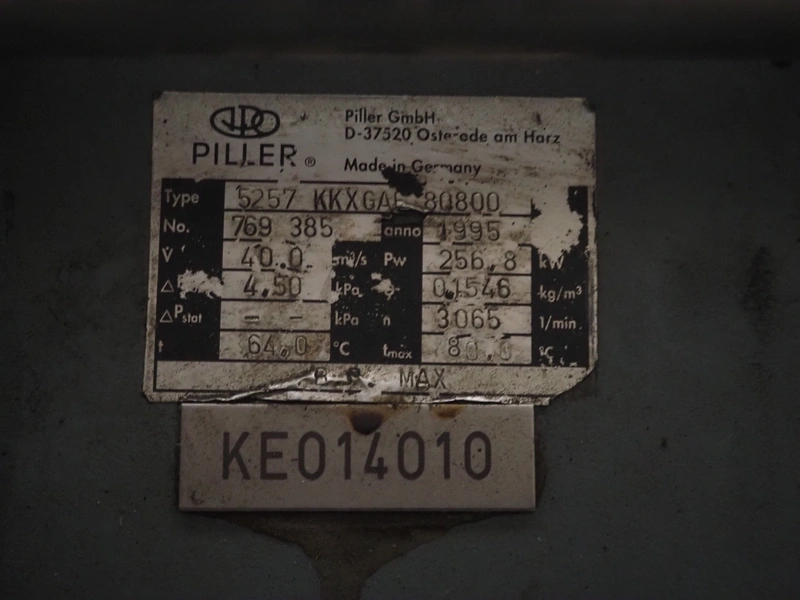 PILLER®
Piller GmbH
D-37520 Osterode am Harz
Made in Germany
Type 5257 80800
No. 769 385 anno 1995
V 40.0 m³/s Pw 256,8 kW
Δ 4.50 kPa 0,1546 kg/m³
ΔPstat - - kPa n 3065 1/min
t 64,0 °C tmax 80,0 °C
MAX
KE014010